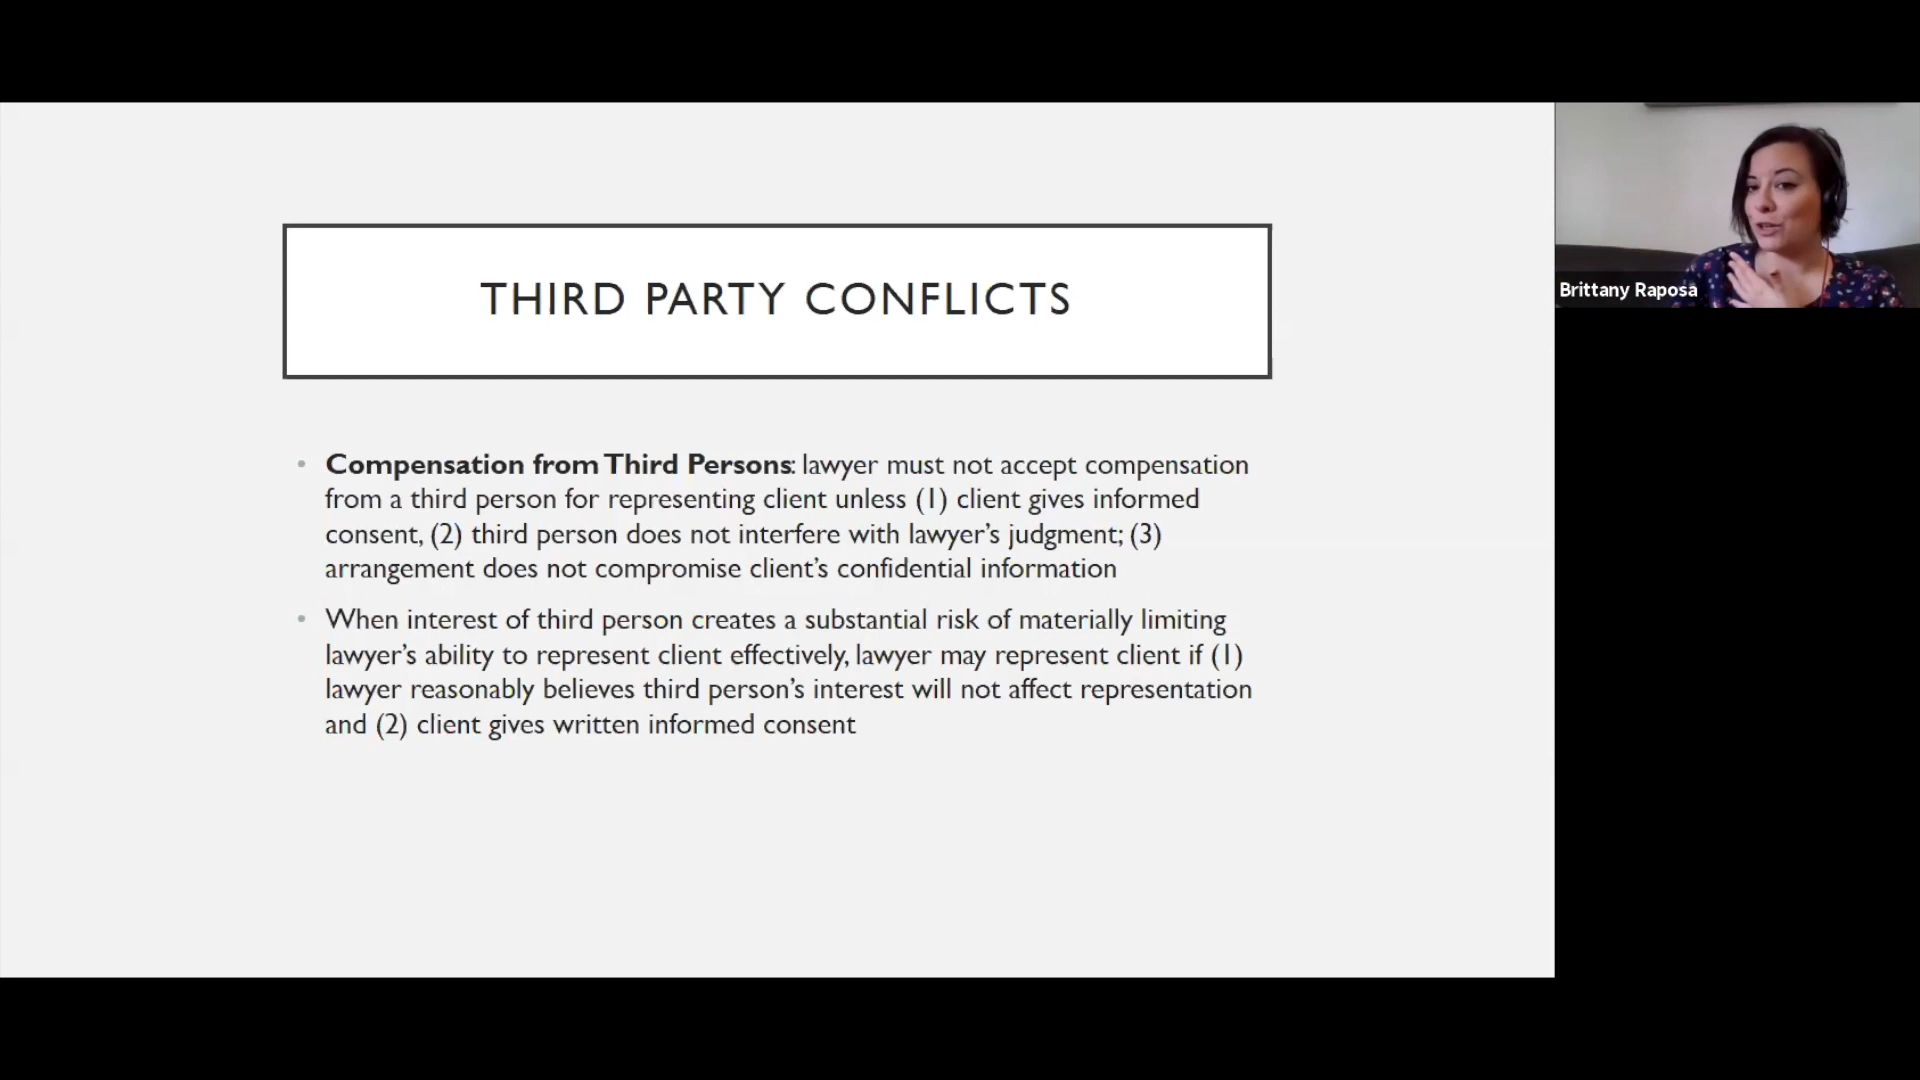 THIRD PARTY CONFLICTS
• Compensation from Third Persons: lawyer must not accept compensation
from a third person for representing client unless (1) client gives informed
consent, (2) third person does not interfere with lawyer’s judgment; (3)
arrangement does not compromise client’s confidential information
• When interest of third person creates a substantial risk of materially limiting
lawyer’s ability to represent client effectively, lawyer may represent client if (1)
lawyer reasonably believes third person’s interest will not affect representation
and (2) client gives written informed consent
Brittany Raposa